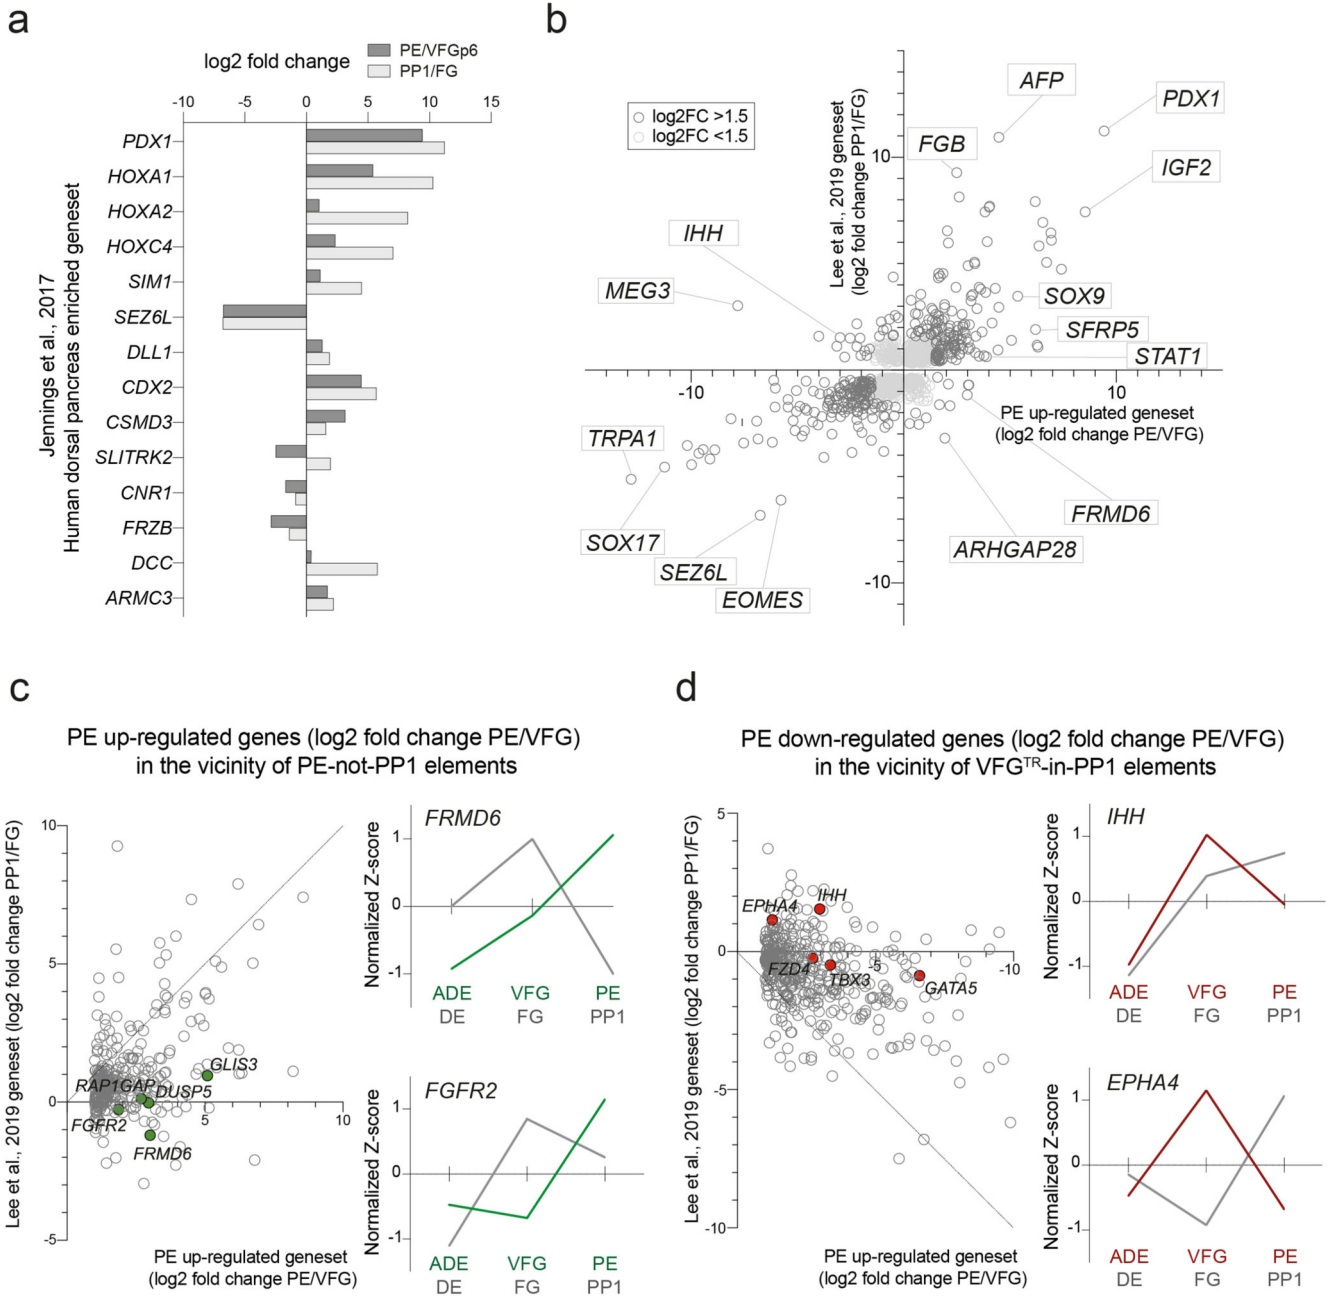 a
log2 fold change
PE/VFGp6
PP1/FG
-10 -5 0 5 10 15
Jennings et al., 2017
Human dorsal pancreas enriched geneset
PDX1
HOXA1
HOXA2
HOXC4
SIM1
SEZ6L
DLL1
CDX2
CSMD3
SLITRK2
CNR1
FRZB
DCC
ARMC3
b
log2FC >1.5
log2FC <1.5
Lee et al., 2019 geneset
(log2 fold change PP1/FG)
10
-10
10
-10
PE up-regulated geneset
(log2 fold change PE/VFG)
AFP
PDX1
FGB
IGF2
IHH
MEG3
SOX9
SFRP5
STAT1
TRPA1
SOX17
SEZ6L
EOMES
FRMD6
ARHGAP28
c
PE up-regulated genes (log2 fold change PE/VFG)
in the vicinity of PE-not-PP1 elements
Lee et al., 2019 geneset (log2 fold change PP1/FG)
10
5
0
-5
5 10
GLIS3
RAP1GAP
DUSP5
FGFR2
FRMD6
PE up-regulated geneset
(log2 fold change PE/VFG)
Normalized Z-score
FRMD6
1
0
-1
ADE VFG PE
DE FG PP1
Normalized Z-score
FGFR2
1
0
-1
ADE VFG PE
DE FG PP1
d
PE down-regulated genes (log2 fold change PE/VFG)
in the vicinity of VFGTR-in-PP1 elements
Lee et al., 2019 geneset (log2 fold change PP1/FG)
5
0
-5
-10
-5 -10
EPHA4
IHH
FZD4
TBX3
GATA5
PE up-regulated geneset
(log2 fold change PE/VFG)
Normalized Z-score
IHH
1
0
-1
ADE VFG PE
DE FG PP1
Normalized Z-score
EPHA4
1
0
-1
ADE VFG PE
DE FG PP1